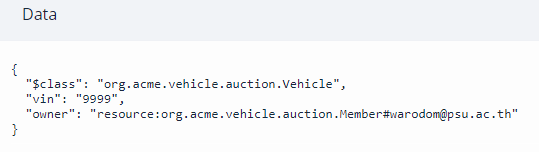 Data
{
  "$class": "org.acme.vehicle.auction.Vehicle",
  "vin": "9999",
  "owner": "resource:org.acme.vehicle.auction.Member#warodom@psu.ac.th"
}